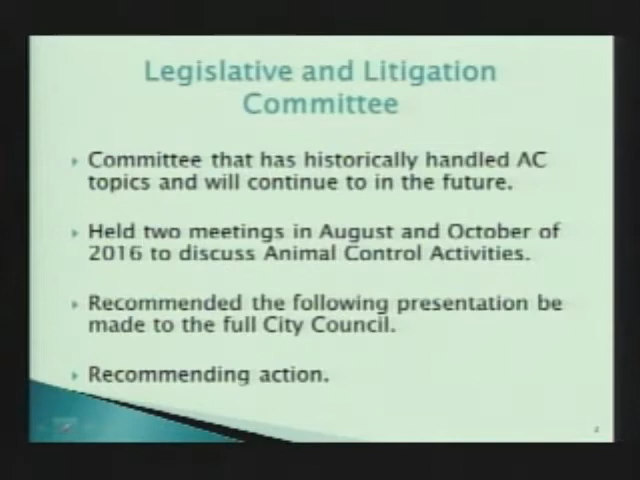 Legislative and Litigation
Committee
Committee that has historically handled AC
topics and will continue to in the future.
Held two meetings in August and October of
2016 to discuss Animal Control Activities.
Recommended the following presentation be
made to the full City Council.
Recommending action.